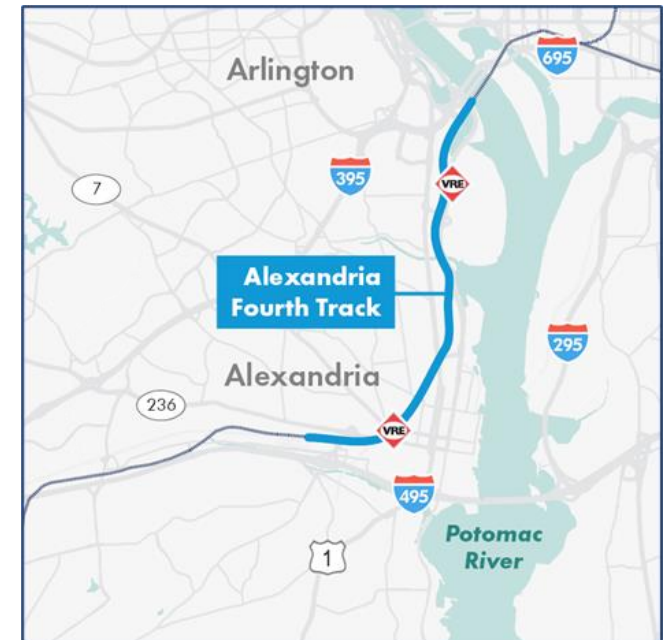 Arlington
695
395
7
VRE
Alexandria
Fourth Track
295
Alexandria
236
VRE
495
Potomac
River
1